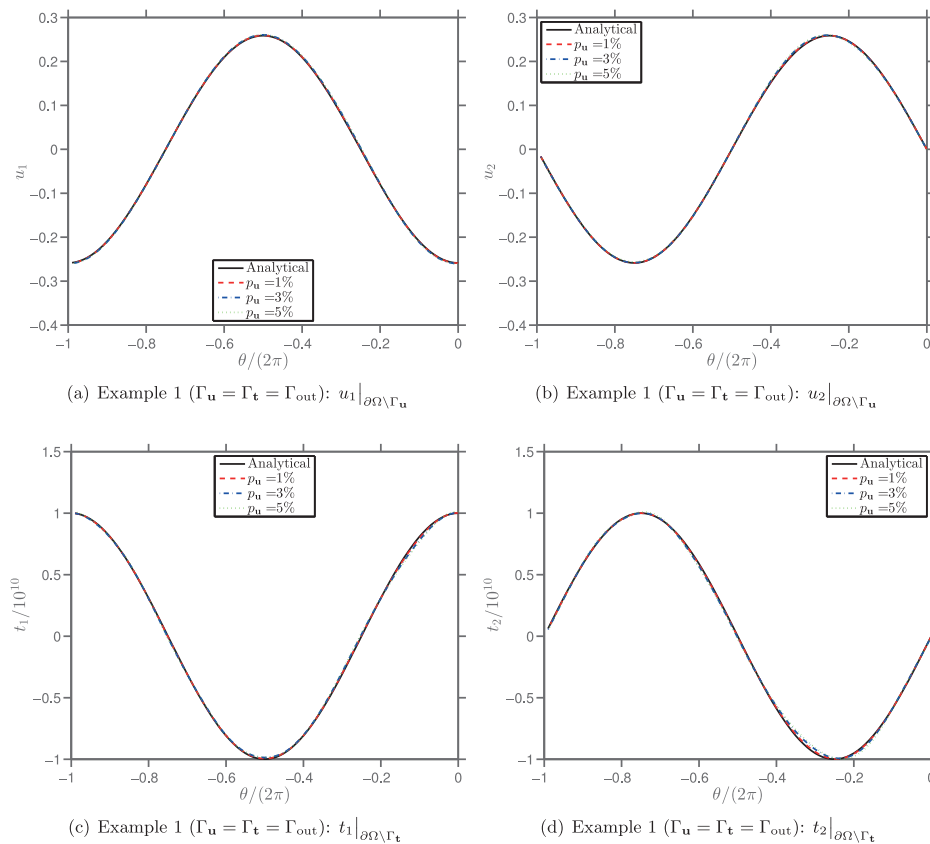 0.3
0.2
0.1
0
−0.1
−0.2
−0.3
−0.4
u₁
−1 −0.8 −0.6 −0.4 −0.2 0
θ/(2π)
Analytical
p𝐮 =1%
p𝐮 =3%
p𝐮 =5%
(a) Example 1 (Γ𝐮 = Γ𝐭 = Γout): u₁|∂Ω\Γ𝐮
0.3
0.2
0.1
0
−0.1
−0.2
−0.3
−0.4
u₂
−1 −0.8 −0.6 −0.4 −0.2 0
θ/(2π)
Analytical
p𝐮 =1%
p𝐮 =3%
p𝐮 =5%
(b) Example 1 (Γ𝐮 = Γ𝐭 = Γout): u₂|∂Ω\Γ𝐮
1.5
1
0.5
0
−0.5
−1
t₁/10¹⁰
−1 −0.8 −0.6 −0.4 −0.2 0
θ/(2π)
Analytical
p𝐮 =1%
p𝐮 =3%
p𝐮 =5%
(c) Example 1 (Γ𝐮 = Γ𝐭 = Γout): t₁|∂Ω\Γ𝐭
1.5
1
0.5
0
−0.5
−1
t₂/10¹⁰
−1 −0.8 −0.6 −0.4 −0.2 0
θ/(2π)
Analytical
p𝐮 =1%
p𝐮 =3%
p𝐮 =5%
(d) Example 1 (Γ𝐮 = Γ𝐭 = Γout): t₂|∂Ω\Γ𝐭